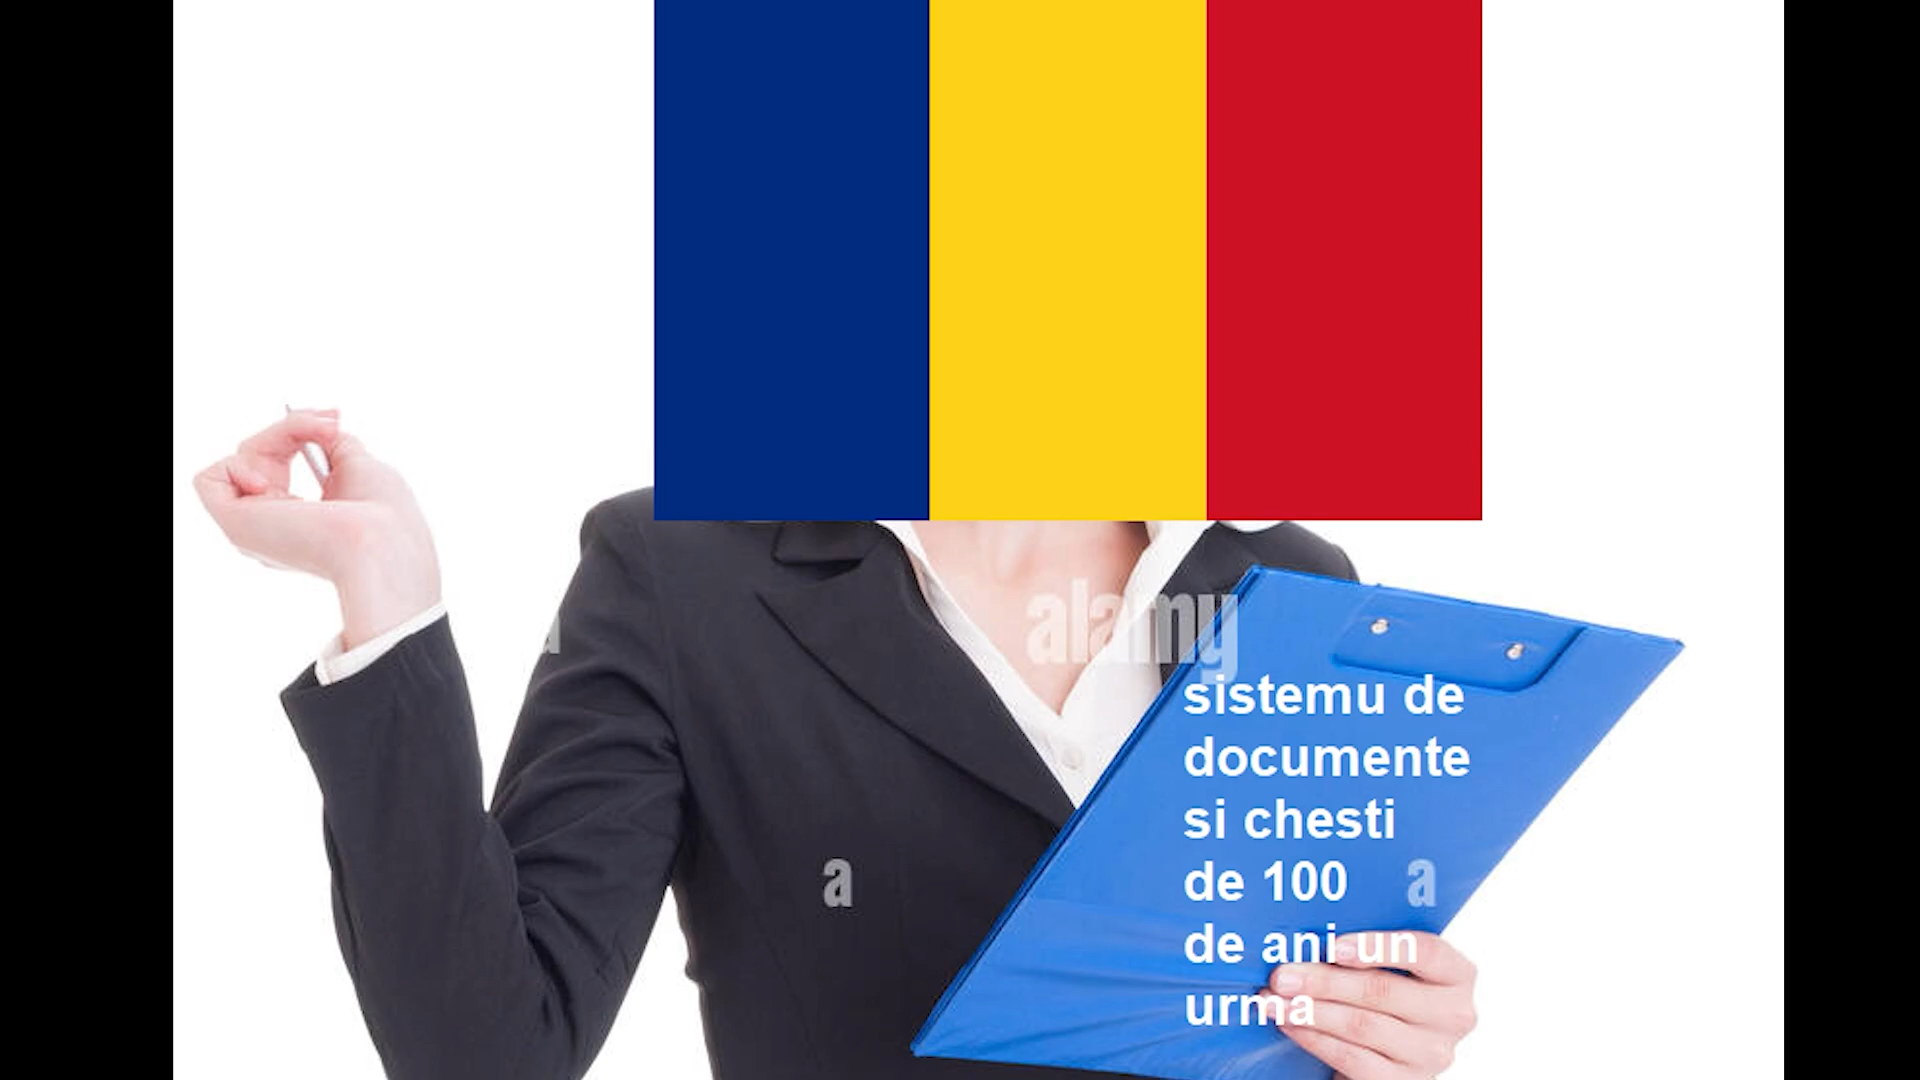 alamy
sistemu de
documente
si chesti
de 100
de ani un
urma
a
a